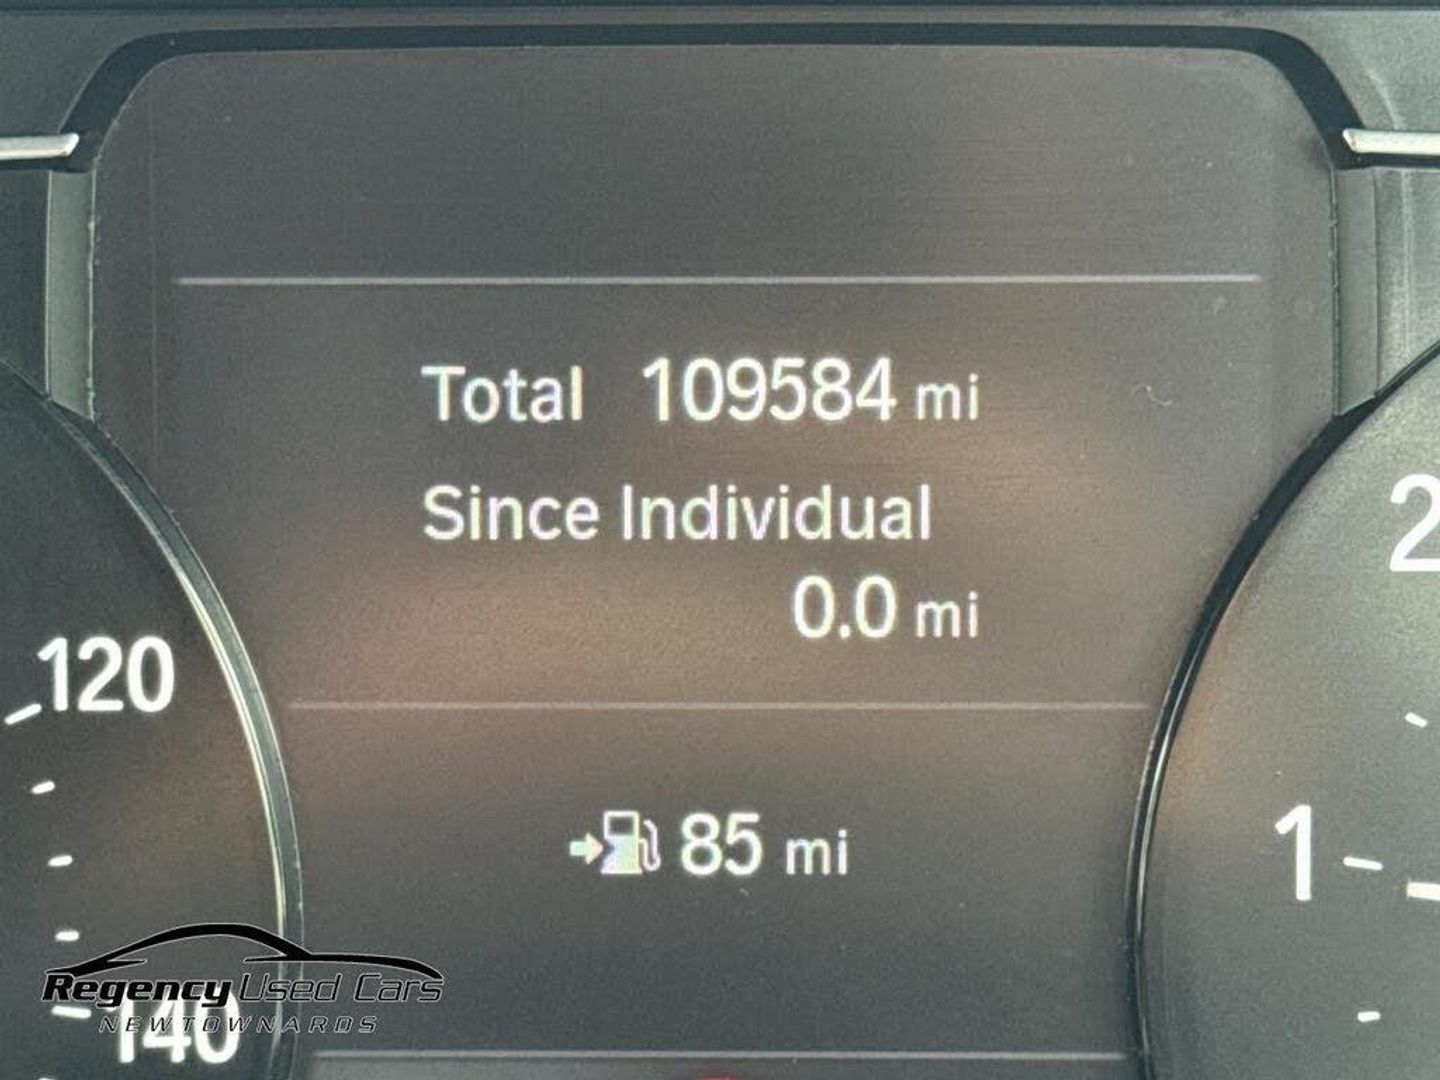 Total 109584 mi
Since Individual
0.0 mi
85 mi
120
140
2
1
Regency Used Cars
NEWTOWNARDS